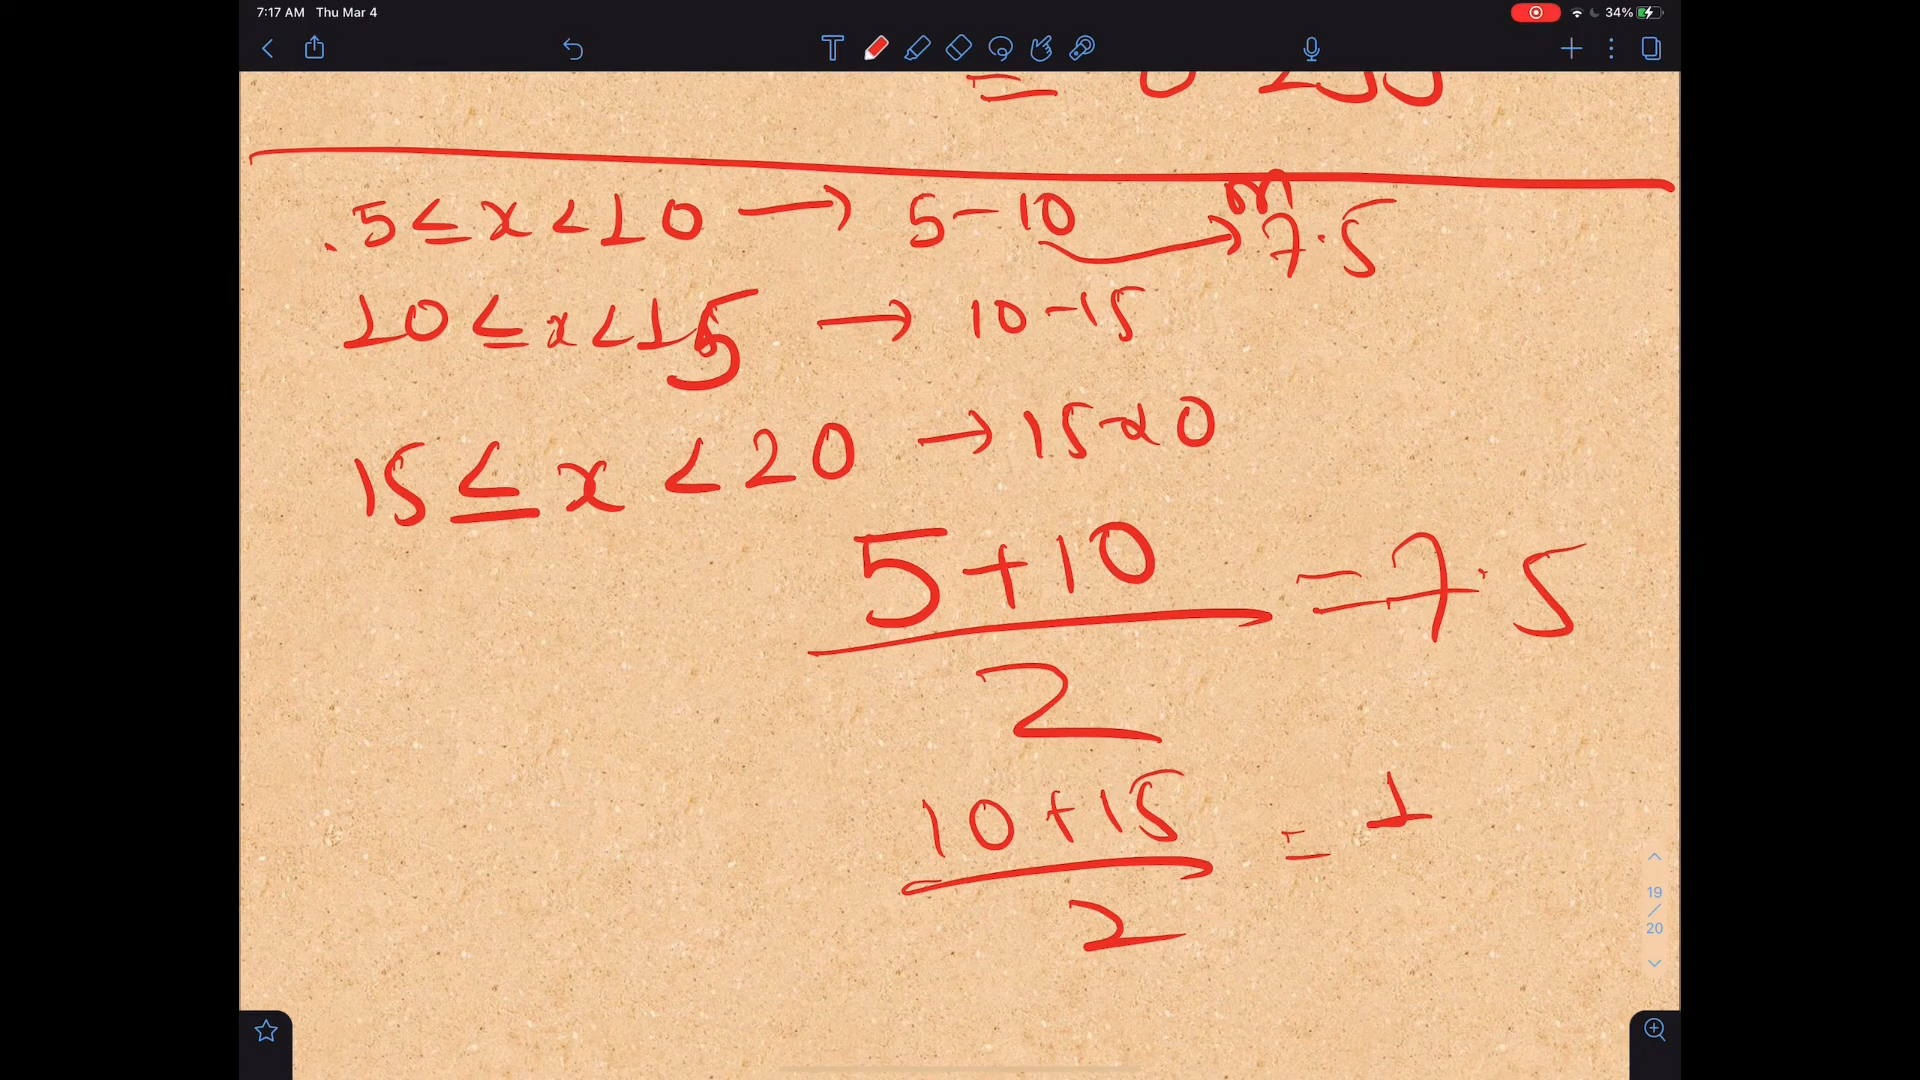 7:17 AM Thu Mar 4
34%
5 ≤ x < 10 → 5 - 10 → m 7.5
10 ≤ x < 15 → 10 - 15
15 ≤ x < 20 → 15 - 20
5 + 10 / 2 = 7.5
10 + 15 / 2 = 1
19 / 20